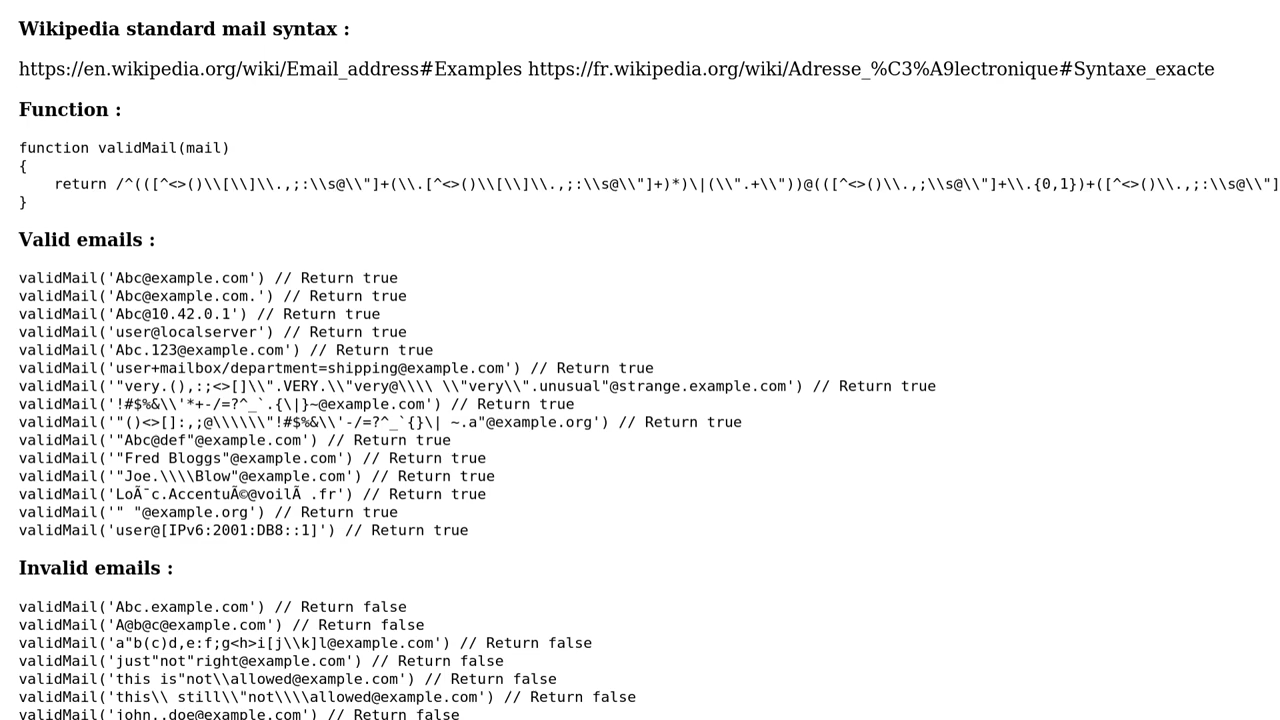 Wikipedia standard mail syntax :
https://en.wikipedia.org/wiki/Email_address#Examples https://fr.wikipedia.org/wiki/Adresse_%C3%A9lectronique#Syntaxe_exacte
Function :
function validMail(mail)
{
    return /^(([^<>()\\[\\]\\.,;:\\s@\\"]+(\\.[^<>()\\[\\]\\.,;:\\s@\\"]+)*)\|(\\".+\\"))@(([^<>()\\.,;\\s@\\"]+\\.{0,1})+([^<>()\\.,;:\\s@\\"]
}
Valid emails :
validMail('Abc@example.com') // Return true
validMail('Abc@example.com.') // Return true
validMail('Abc@10.42.0.1') // Return true
validMail('user@localserver') // Return true
validMail('Abc.123@example.com') // Return true
validMail('user+mailbox/department=shipping@example.com') // Return true
validMail('"very.(),:;<>[]\\".VERY.\\"very@\\\\ \\"very\\".unusual"@strange.example.com') // Return true
validMail('!#$%&\\'*+-/=?^_`.{\|}~@example.com') // Return true
validMail('"()<>[]:,;@\\\\\\"!#$%&\\'-/=?^_`{}\| ~.a"@example.org') // Return true
validMail('"Abc@def"@example.com') // Return true
validMail('"Fred Bloggs"@example.com') // Return true
validMail('"Joe.\\\\Blow"@example.com') // Return true
validMail('LoÃ¯c.AccentuÃ©@voilÃ .fr') // Return true
validMail('" "@example.org') // Return true
validMail('user@[IPv6:2001:DB8::1]') // Return true
Invalid emails :
validMail('Abc.example.com') // Return false
validMail('A@b@c@example.com') // Return false
validMail('a"b(c)d,e:f;g<h>i[j\\k]l@example.com') // Return false
validMail('just"not"right@example.com') // Return false
validMail('this is"not\\allowed@example.com') // Return false
validMail('this\\ still\\"not\\\\allowed@example.com') // Return false
validMail('john..doe@example.com') // Return false